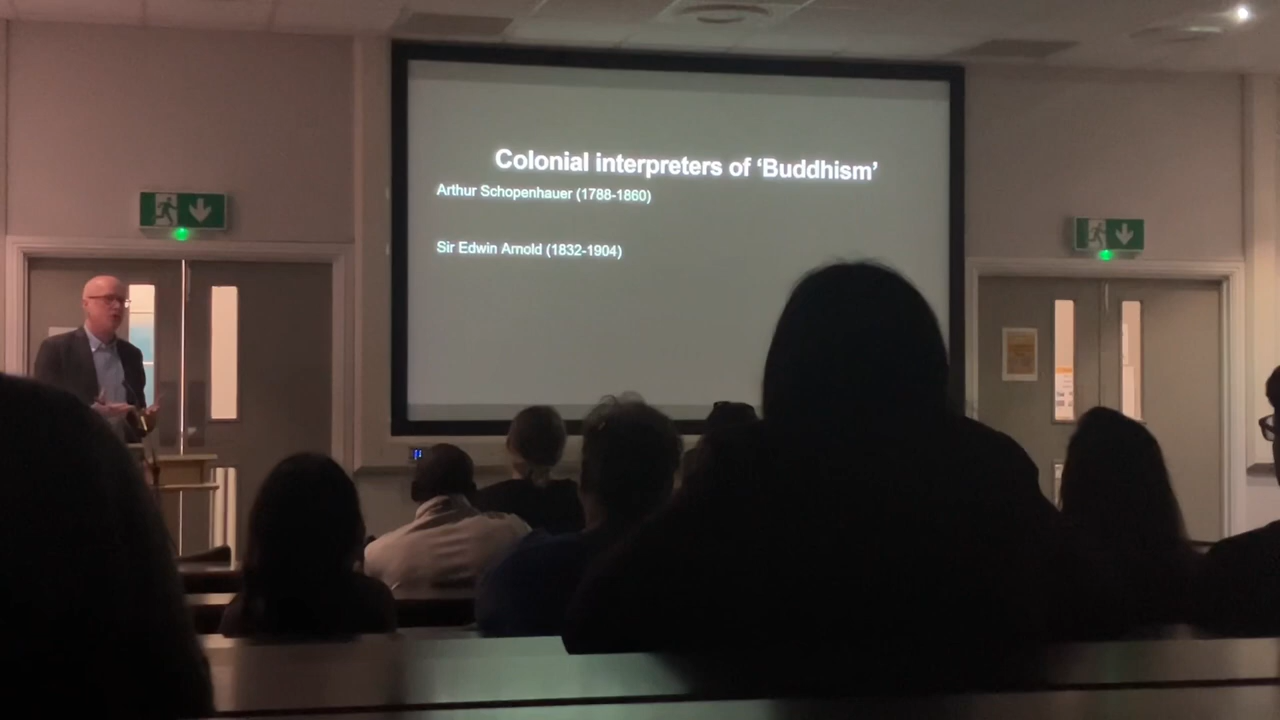 Colonial interpreters of ‘Buddhism’
Arthur Schopenhauer (1788-1860)
Sir Edwin Arnold (1832-1904)